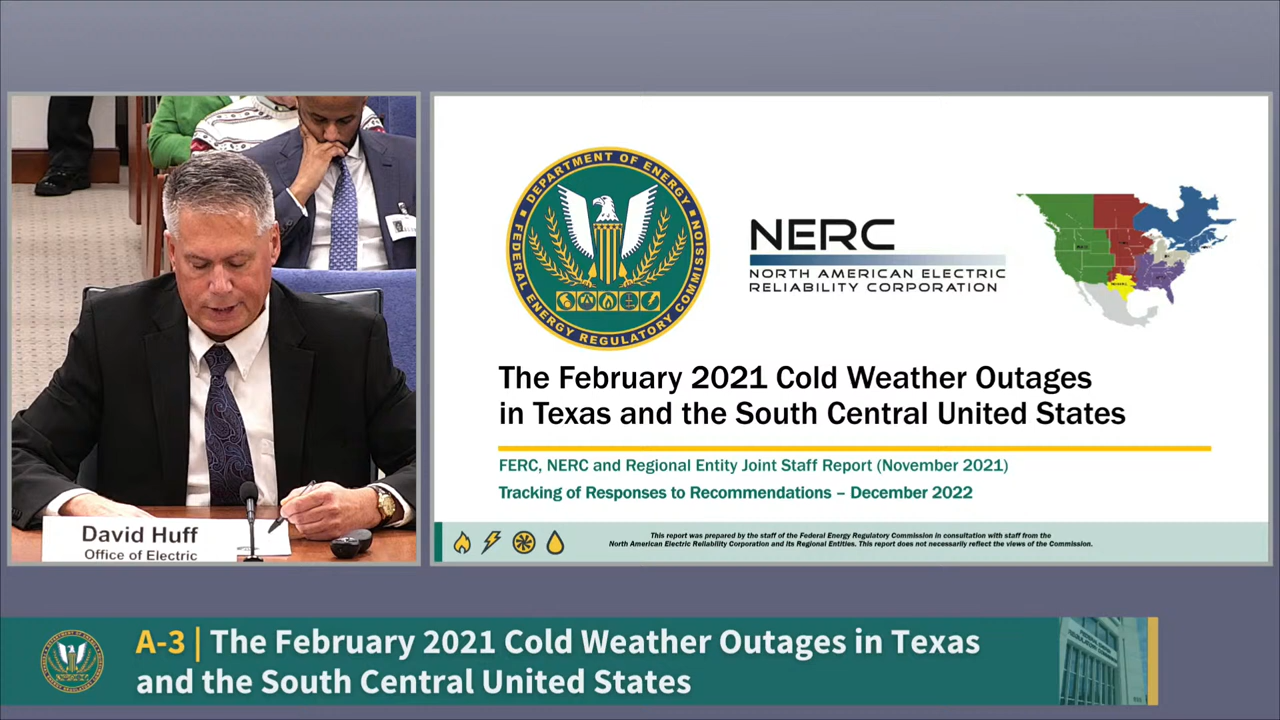 David Huff
Office of Electric
DEPARTMENT OF ENERGY
FEDERAL ENERGY REGULATORY COMMISSION
NERC
NORTH AMERICAN ELECTRIC
RELIABILITY CORPORATION
The February 2021 Cold Weather Outages
in Texas and the South Central United States
FERC, NERC and Regional Entity Joint Staff Report (November 2021)
Tracking of Responses to Recommendations – December 2022
This report was prepared by the staff of the Federal Energy Regulatory Commission in consultation with staff from the
North American Electric Reliability Corporation and its Regional Entities. This report does not necessarily reflect the views of the Commission.
A-3 | The February 2021 Cold Weather Outages in Texas
and the South Central United States